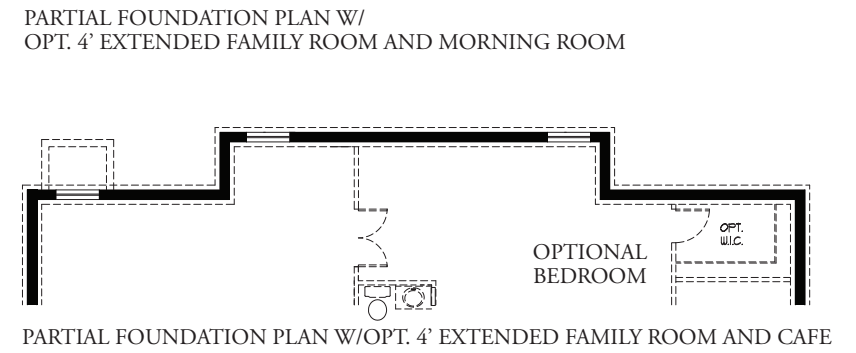 PARTIAL FOUNDATION PLAN W/
OPT. 4’ EXTENDED FAMILY ROOM AND MORNING ROOM
OPT.
W.I.C.
OPTIONAL
BEDROOM
PARTIAL FOUNDATION PLAN W/OPT. 4’ EXTENDED FAMILY ROOM AND CAFE